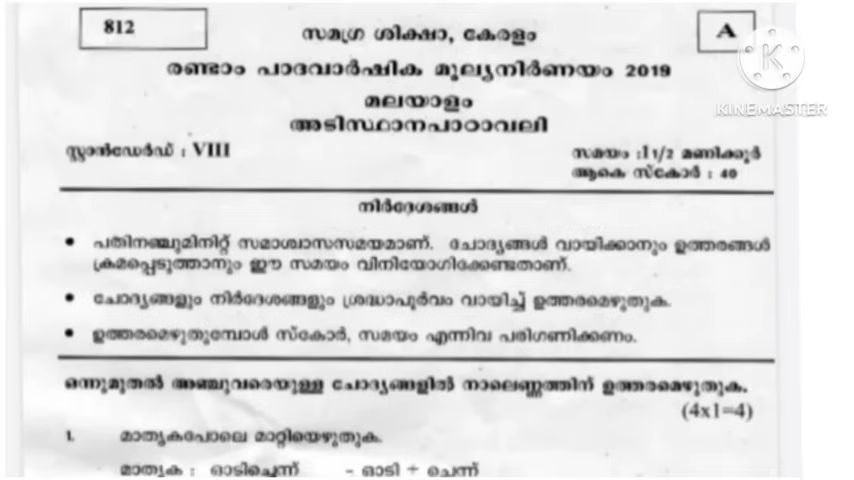 812
A
സമഗ്ര ശിക്ഷാ, കേരളം
രണ്ടാം പാദവാർഷിക മൂല്യനിർണയം 2019
മലയാളം
അടിസ്ഥാനപാഠാവലി
സ്റ്റാൻഡേർഡ് : VIII
സമയം :1 1/2 മണിക്കൂർ
ആകെ സ്കോർ : 40
നിർദേശങ്ങൾ
• പതിനഞ്ചുമിനിറ്റ് സമാശ്വാസസമയമാണ്. ചോദ്യങ്ങൾ വായിക്കാനും ഉത്തരങ്ങൾ
ക്രമപ്പെടുത്താനും ഈ സമയം വിനിയോഗിക്കേണ്ടതാണ്.
• ചോദ്യങ്ങളും നിർദേശങ്ങളും ശ്രദ്ധാപൂർവം വായിച്ച് ഉത്തരമെഴുതുക.
• ഉത്തരമെഴുതുമ്പോൾ സ്കോർ, സമയം എന്നിവ പരിഗണിക്കണം.
ഒന്നുമുതൽ അഞ്ചുവരെയുള്ള ചോദ്യങ്ങളിൽ നാലെണ്ണത്തിന് ഉത്തരമെഴുതുക.
(4x1=4)
1. മാതൃകപോലെ മാറ്റിയെഴുതുക.
മാതൃക : ഓടിച്ചെന്ന് - ഓടി + ചെന്ന്
K
KINEMASTER